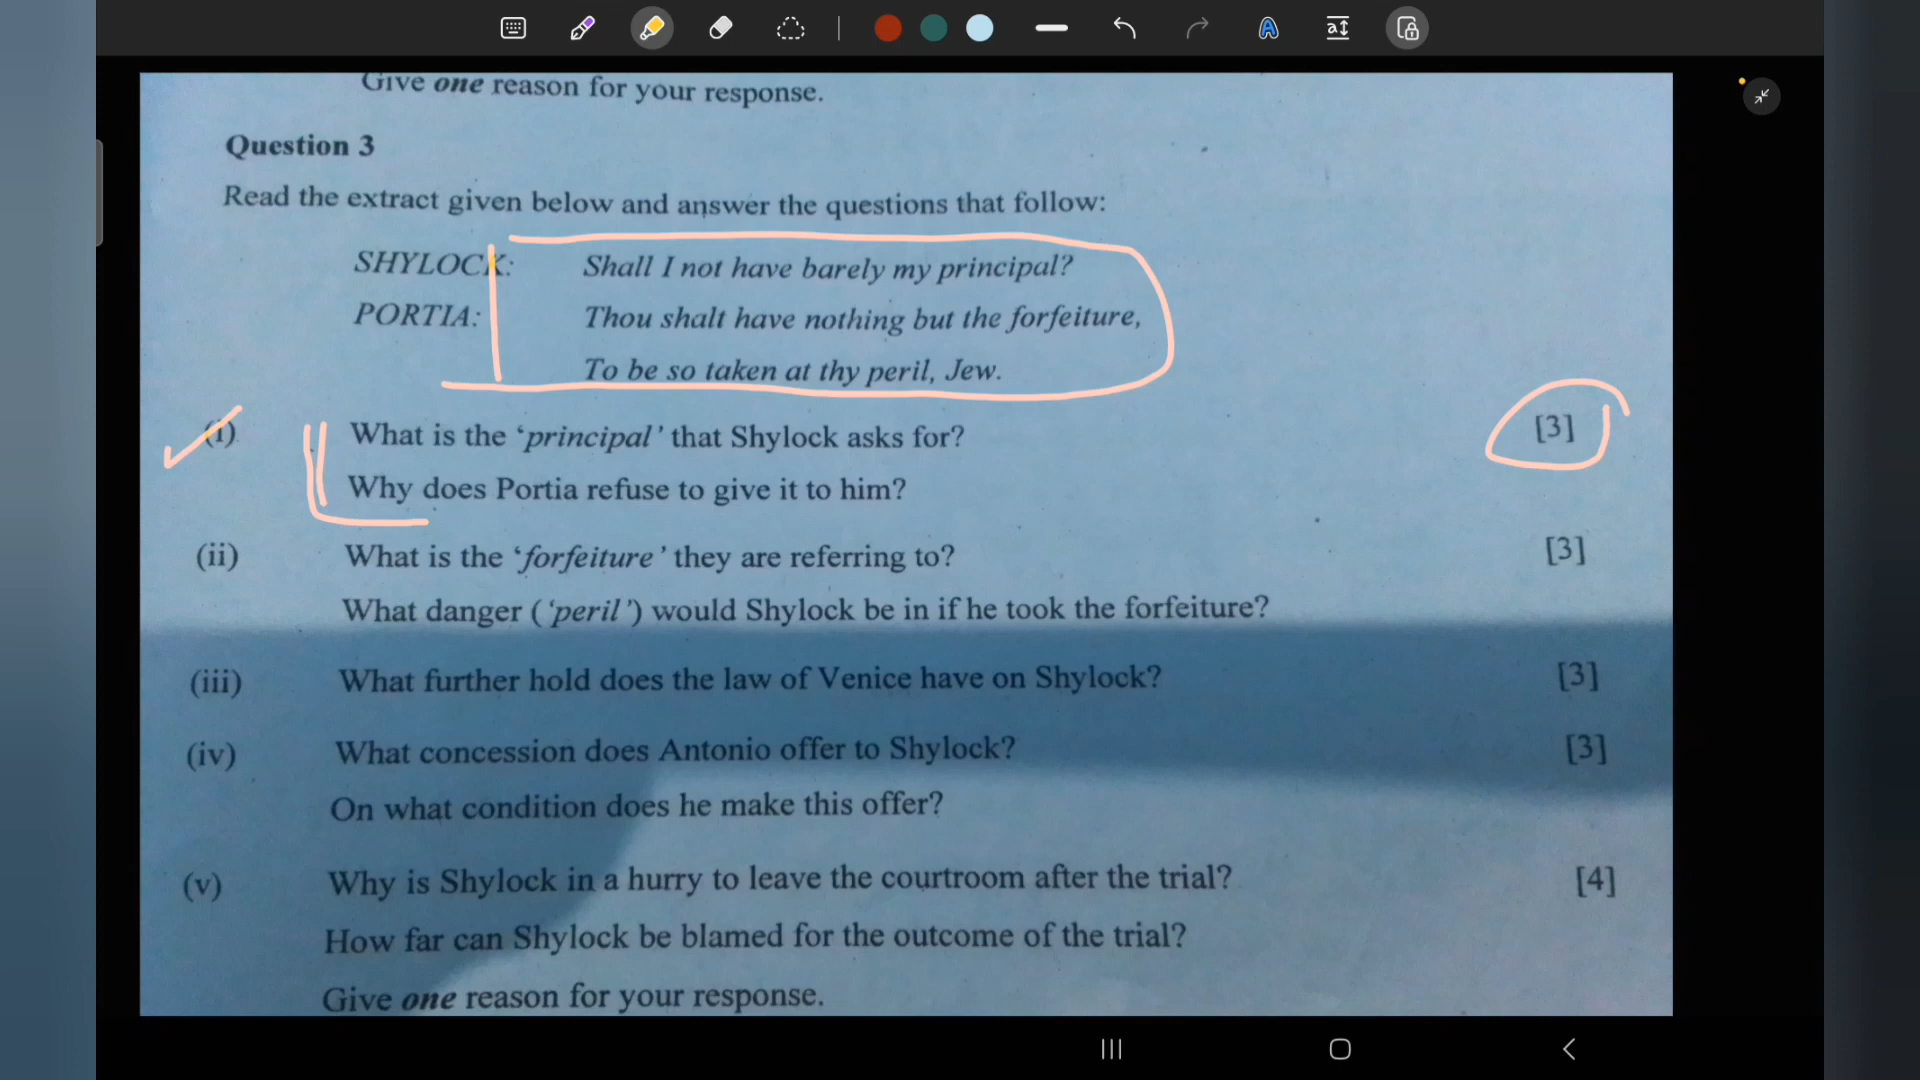 Give one reason for your response.
Question 3
Read the extract given below and answer the questions that follow:
SHYLOCK: Shall I not have barely my principal?
PORTIA: Thou shalt have nothing but the forfeiture,
To be so taken at thy peril, Jew.
(i) What is the ‘principal’ that Shylock asks for? [3]
Why does Portia refuse to give it to him?
(ii) What is the ‘forfeiture’ they are referring to? [3]
What danger (‘peril’) would Shylock be in if he took the forfeiture?
(iii) What further hold does the law of Venice have on Shylock? [3]
(iv) What concession does Antonio offer to Shylock? [3]
On what condition does he make this offer?
(v) Why is Shylock in a hurry to leave the courtroom after the trial? [4]
How far can Shylock be blamed for the outcome of the trial?
Give one reason for your response.